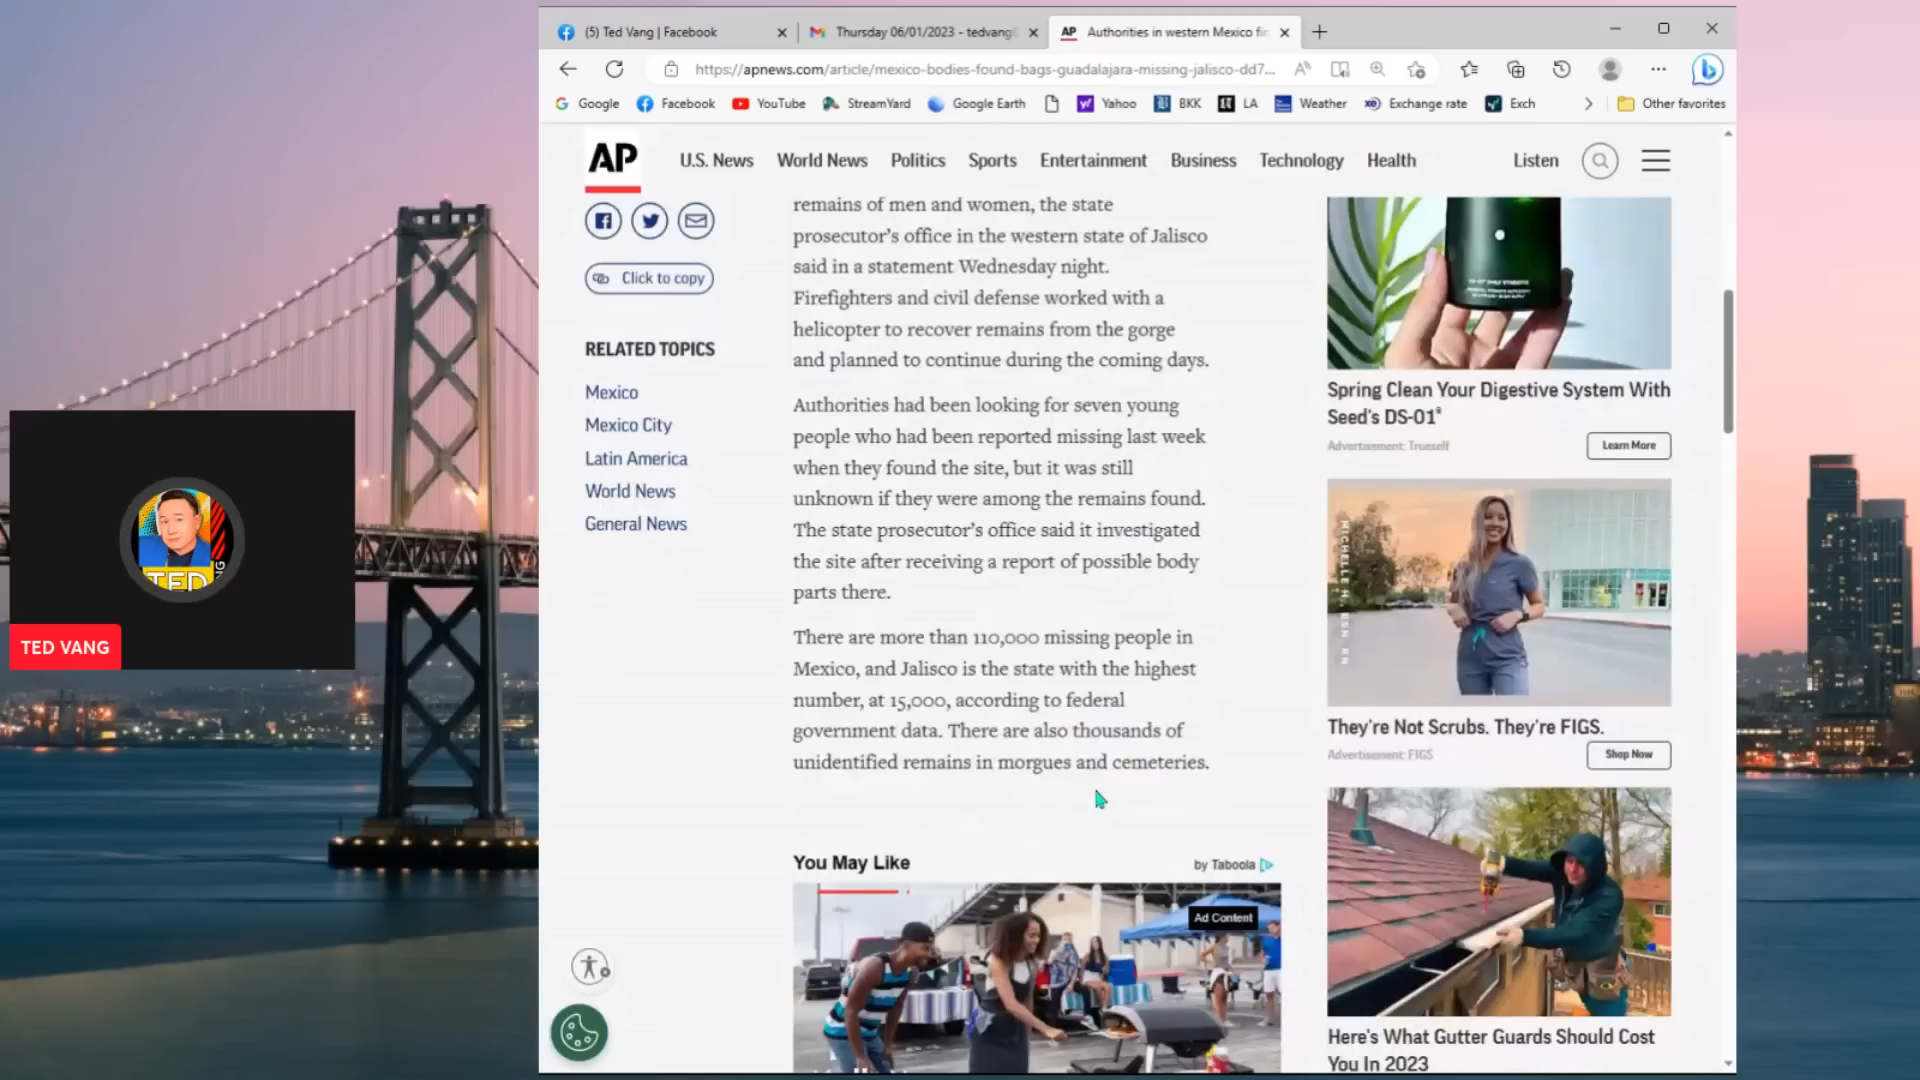 (5) Ted Vang | Facebook
Thursday 06/01/2023 - tedvang
AP Authorities in western Mexico fin
https://apnews.com/article/mexico-bodies-found-bags-guadalajara-missing-jalisco-dd7...
Google Facebook YouTube StreamYard Google Earth Yahoo BKK LA Weather Exchange rate Exch Other favorites
AP U.S. News World News Politics Sports Entertainment Business Technology Health Listen
Click to copy
RELATED TOPICS
Mexico
Mexico City
Latin America
World News
General News
remains of men and women, the state
prosecutor's office in the western state of Jalisco
said in a statement Wednesday night.
Firefighters and civil defense worked with a
helicopter to recover remains from the gorge
and planned to continue during the coming days.
Authorities had been looking for seven young
people who had been reported missing last week
when they found the site, but it was still
unknown if they were among the remains found.
The state prosecutor's office said it investigated
the site after receiving a report of possible body
parts there.
There are more than 110,000 missing people in
Mexico, and Jalisco is the state with the highest
number, at 15,000, according to federal
government data. There are also thousands of
unidentified remains in morgues and cemeteries.
You May Like
by Taboola
Ad Content
Spring Clean Your Digestive System With
Seed's DS-01®
Advertisement: Trueself
Learn More
They're Not Scrubs. They're FIGS.
Advertisement: FIGS
Shop Now
Here's What Gutter Guards Should Cost
You In 2023
TED
TED VANG